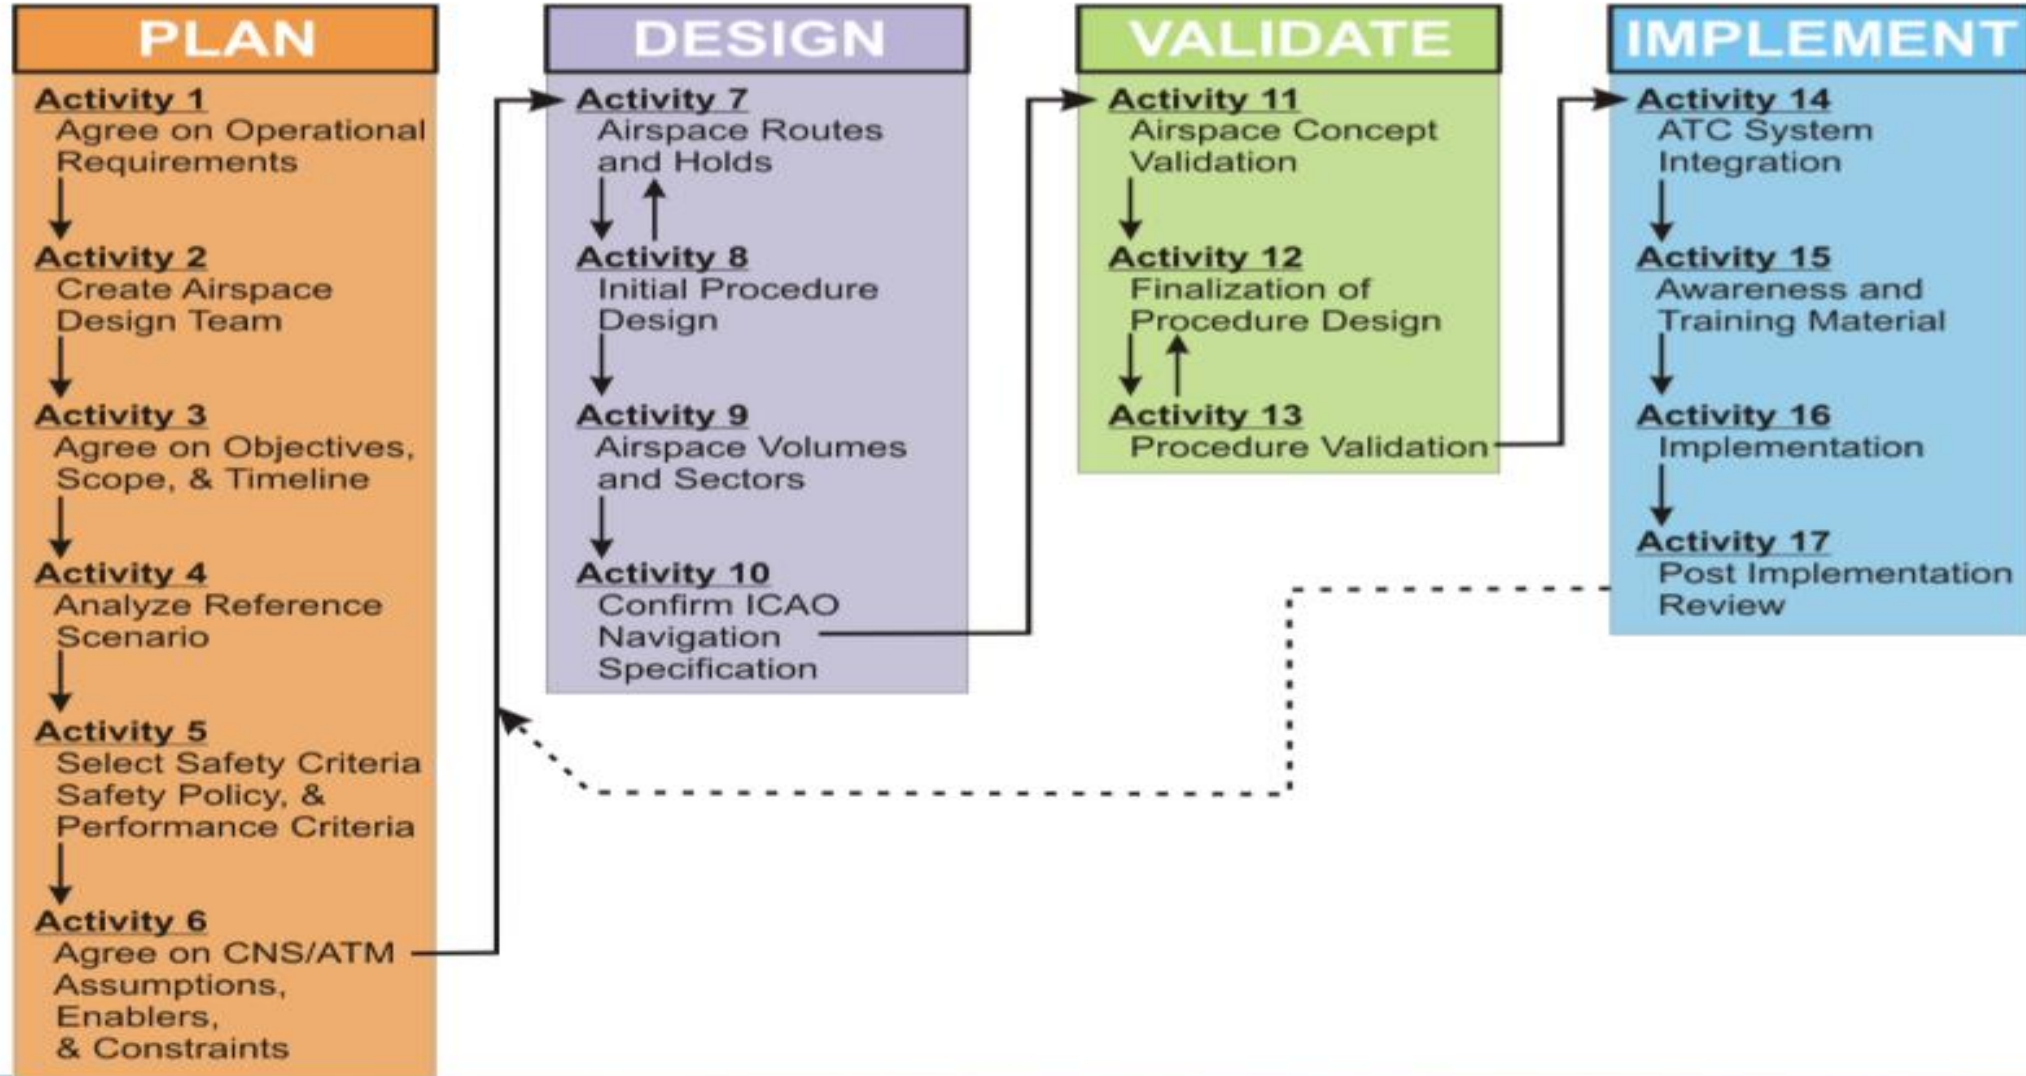 PLAN
Activity 1
Agree on Operational
Requirements
Activity 2
Create Airspace
Design Team
Activity 3
Agree on Objectives,
Scope, & Timeline
Activity 4
Analyze Reference
Scenario
Activity 5
Select Safety Criteria
Safety Policy, &
Performance Criteria
Activity 6
Agree on CNS/ATM
Assumptions,
Enablers,
& Constraints
DESIGN
Activity 7
Airspace Routes
and Holds
Activity 8
Initial Procedure
Design
Activity 9
Airspace Volumes
and Sectors
Activity 10
Confirm ICAO
Navigation
Specification
VALIDATE
Activity 11
Airspace Concept
Validation
Activity 12
Finalization of
Procedure Design
Activity 13
Procedure Validation
IMPLEMENT
Activity 14
ATC System
Integration
Activity 15
Awareness and
Training Material
Activity 16
Implementation
Activity 17
Post Implementation
Review